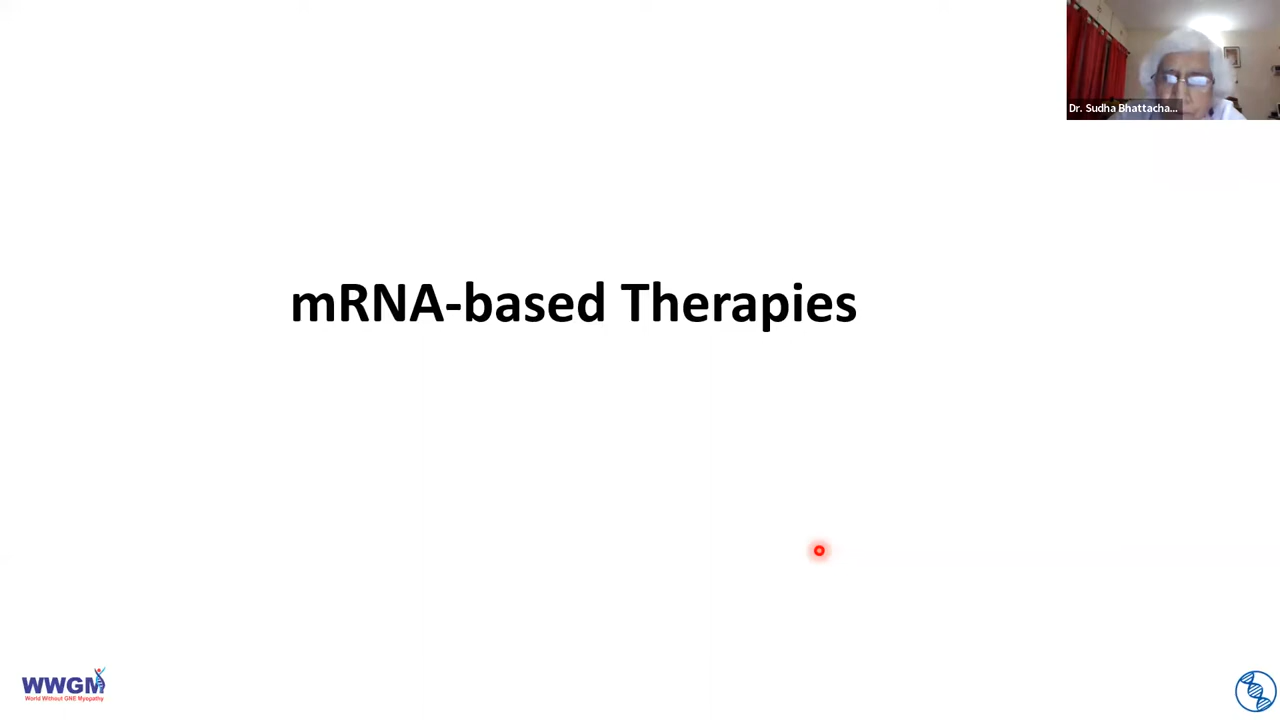 Dr. Sudha Bhattacha...
mRNA-based Therapies
WWGM
World Without GNE Myopathy